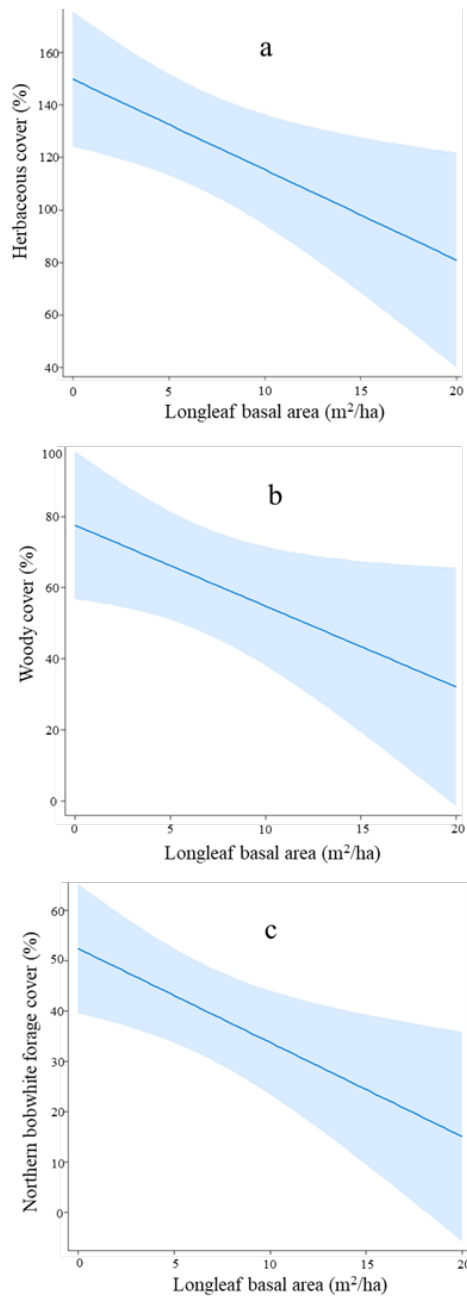 a
Herbaceous cover (%)
160
140
120
100
80
60
40
0 5 10 15 20
Longleaf basal area (m²/ha)
b
Woody cover (%)
100
80
60
40
20
0
0 5 10 15 20
Longleaf basal area (m²/ha)
c
Northern bobwhite forage cover (%)
60
50
40
30
20
10
0
0 5 10 15 20
Longleaf basal area (m²/ha)